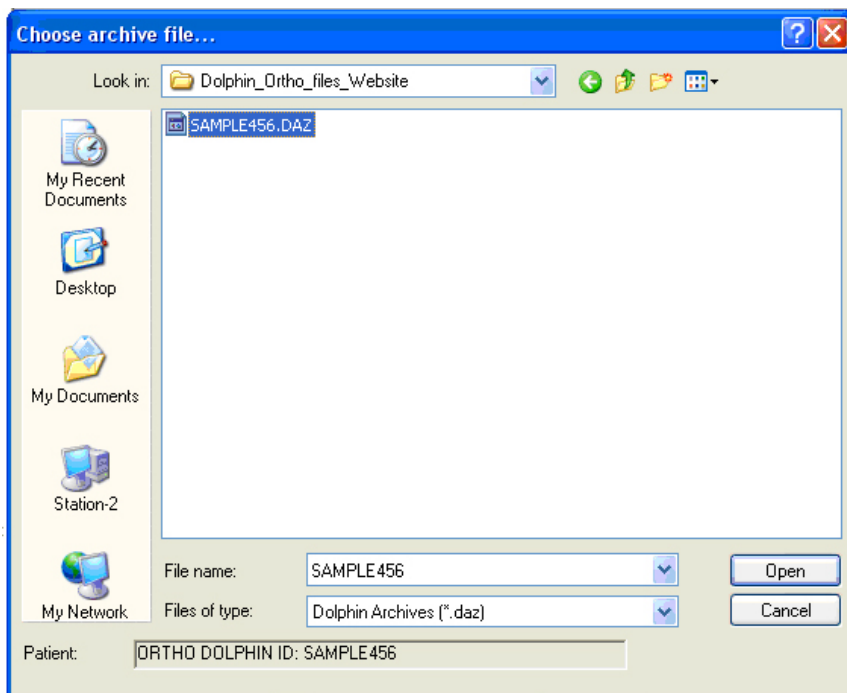 Choose archive file...
Look in: Dolphin_Ortho_files_Website
SAMPLE456.DAZ
My Recent
Documents
Desktop
My Documents
Station-2
My Network
File name: SAMPLE456 Open
Files of type: Dolphin Archives (*.daz) Cancel
Patient: ORTHO DOLPHIN ID: SAMPLE456